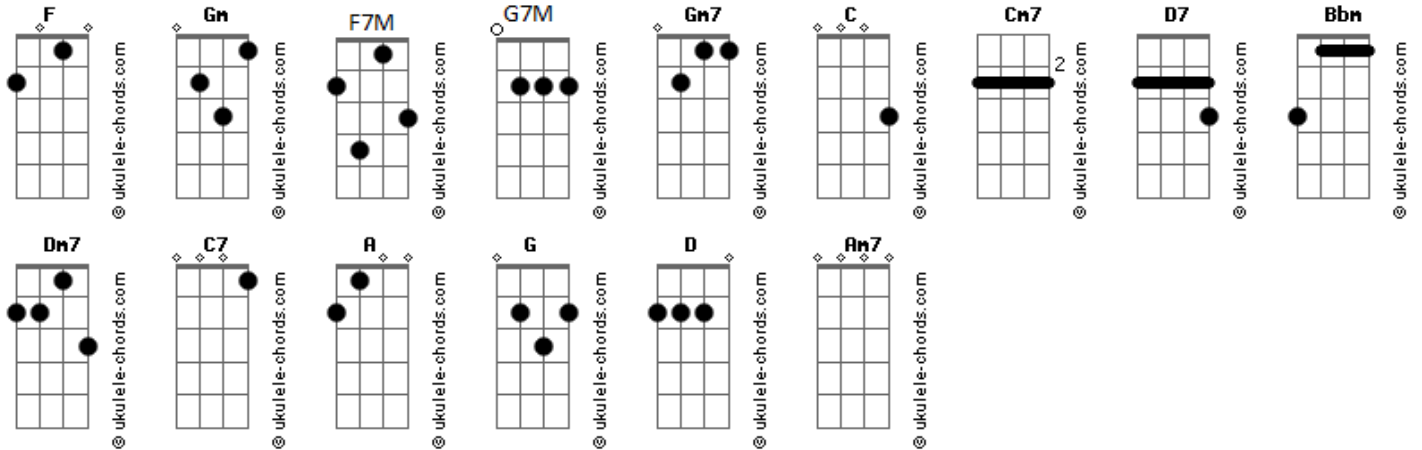 F Gm F7M G7M Gm7 C Cm7 D7 Bbm
2
© ukulele-chords.com © ukulele-chords.com © ukulele-chords.com © ukulele-chords.com © ukulele-chords.com © ukulele-chords.com © ukulele-chords.com © ukulele-chords.com © ukulele-chords.com
Dm7 C7 A G D Am7
© ukulele-chords.com © ukulele-chords.com © ukulele-chords.com © ukulele-chords.com © ukulele-chords.com © ukulele-chords.com